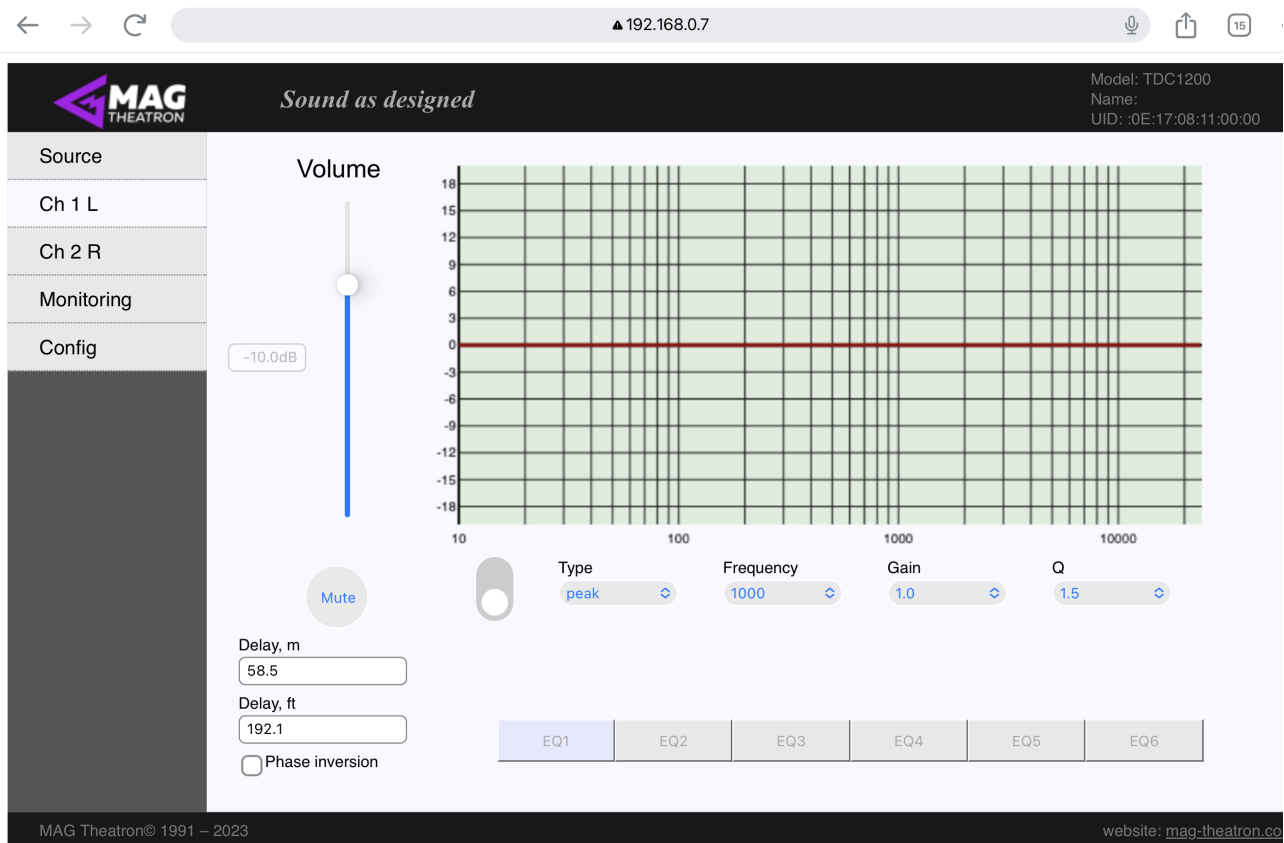 192.168.0.7
15
MAG
THEATRON
Sound as designed
Model: TDC1200
Name:
UID: :0E:17:08:11:00:00
Source
Ch 1 L
Ch 2 R
Monitoring
Config
Volume
-10.0dB
Mute
Delay, m
58.5
Delay, ft
192.1
Phase inversion
18
15
12
9
6
3
0
-3
-6
-9
-12
-15
-18
10 100 1000 10000
Type Frequency Gain Q
peak 1000 1.0 1.5
EQ1 EQ2 EQ3 EQ4 EQ5 EQ6
MAG Theatron© 1991 – 2023
website: mag-theatron.co